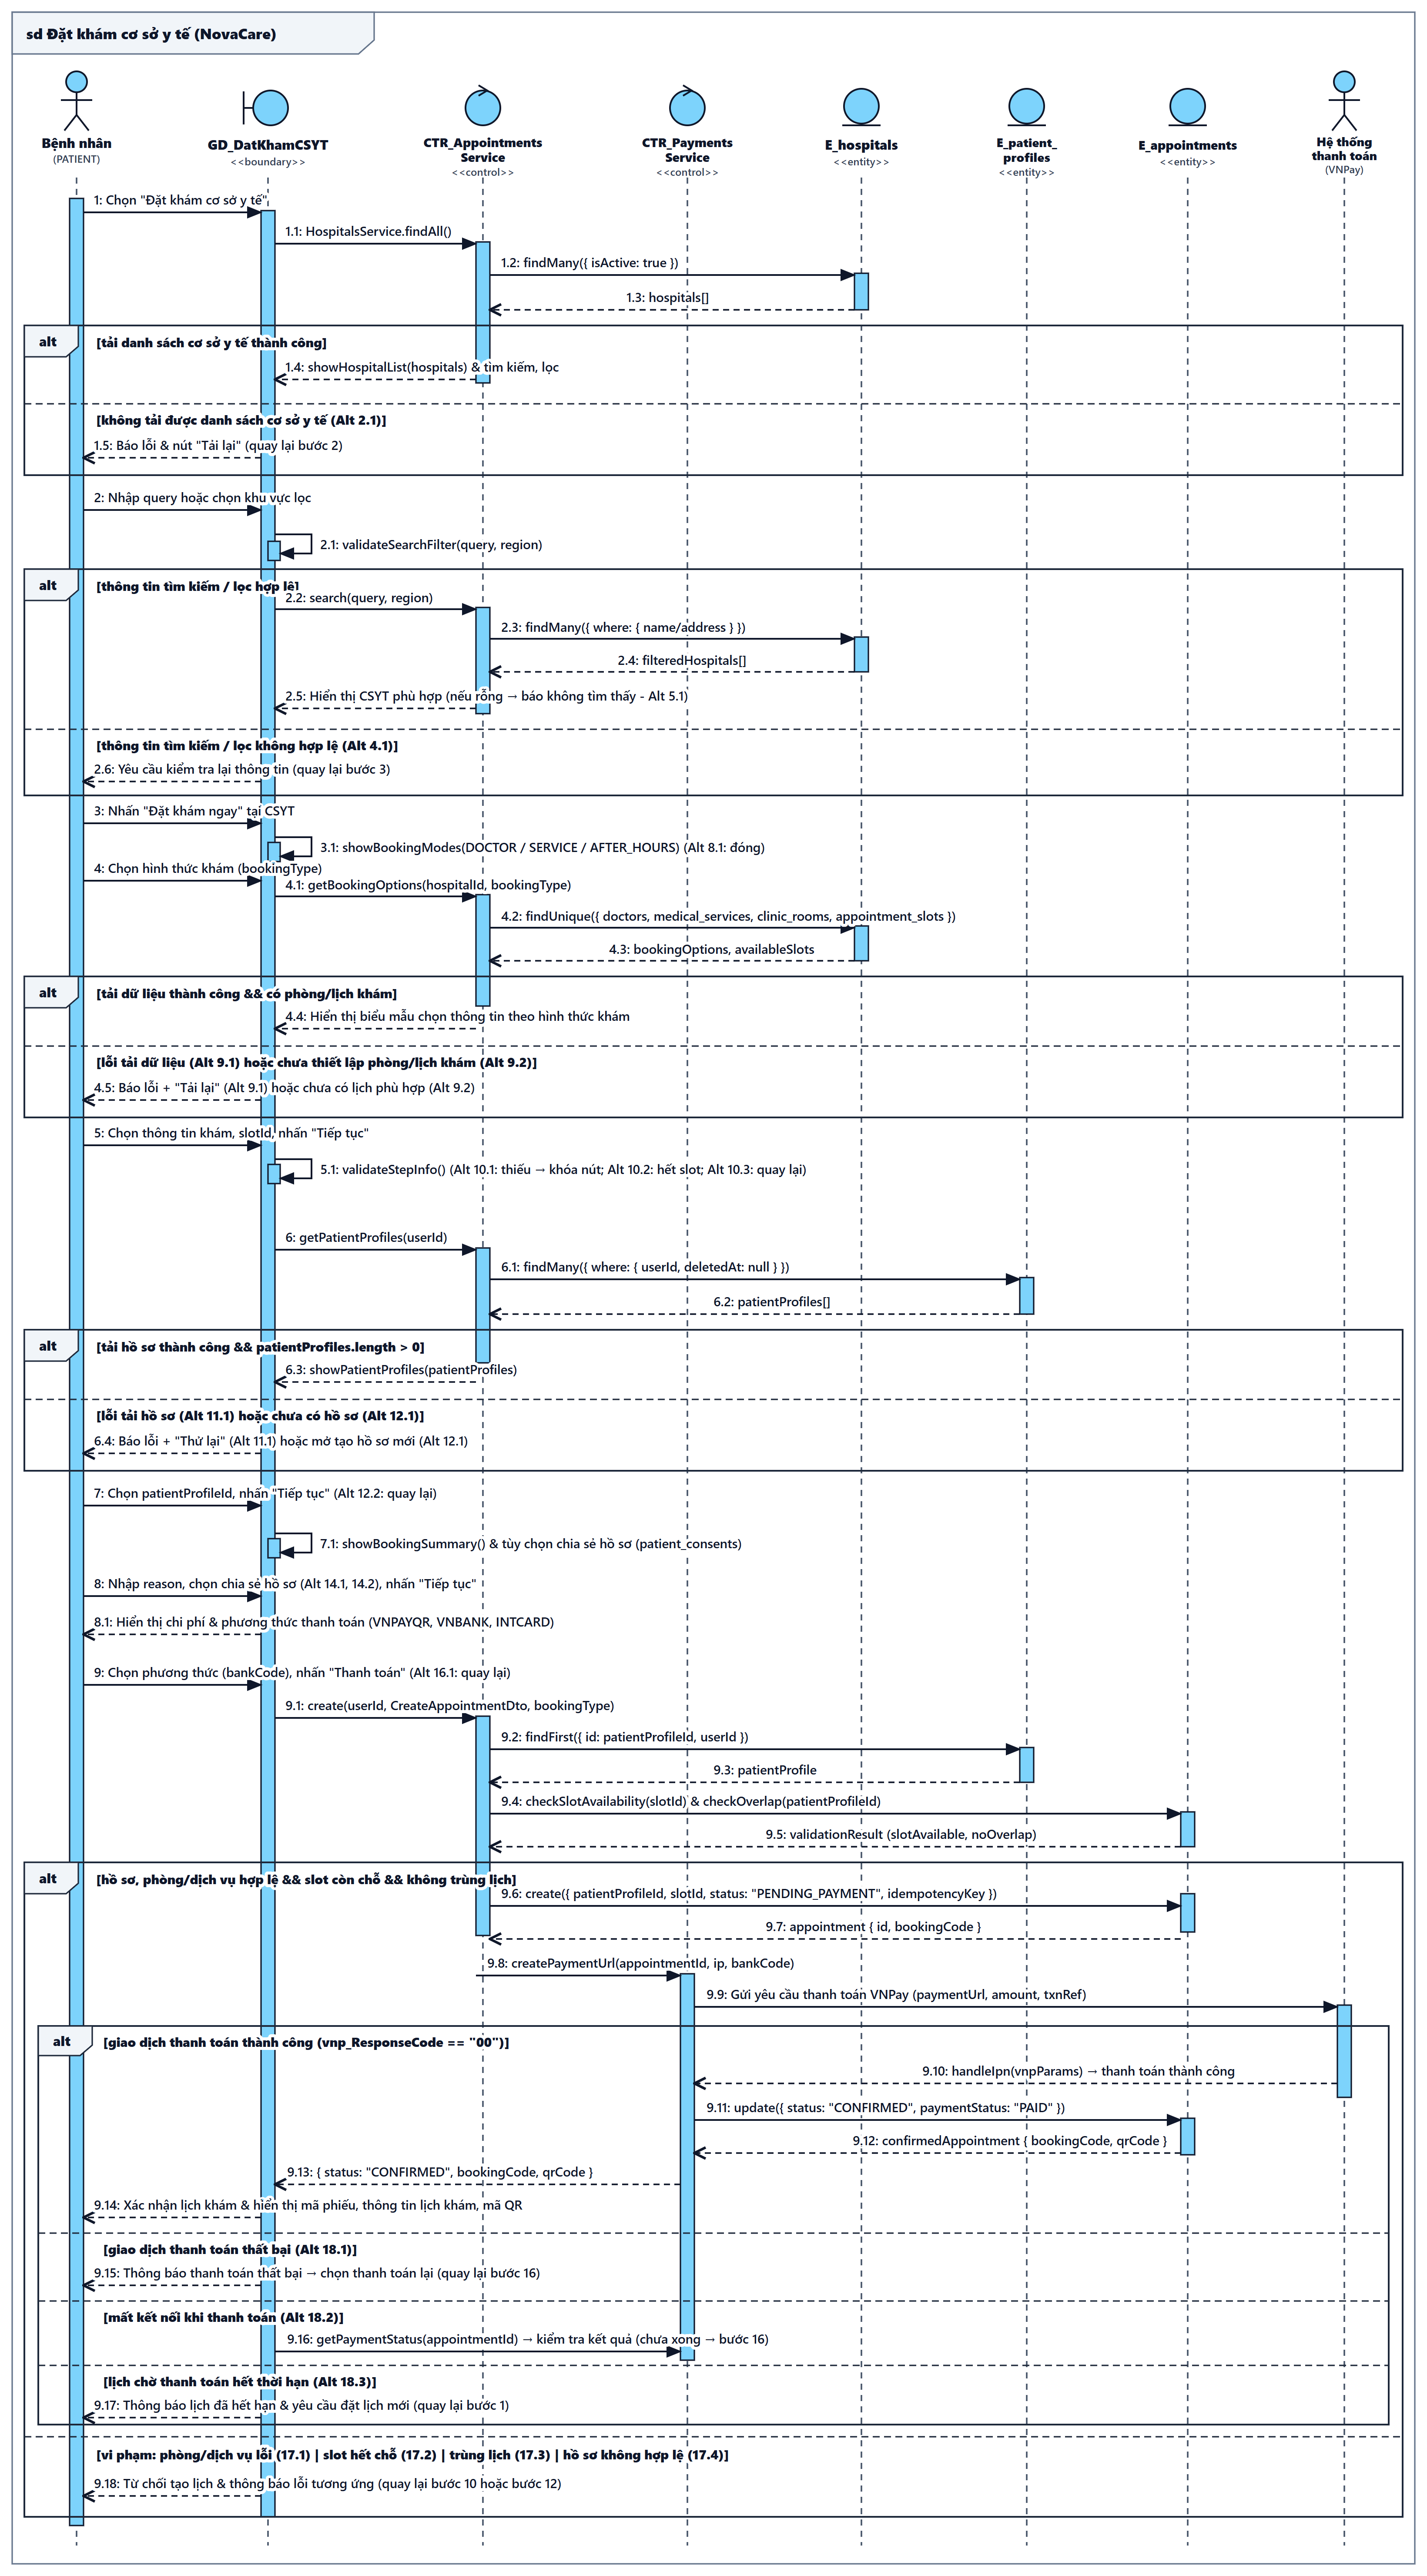 sd Đặt khám cơ sở y tế (NovaCare)
Bệnh nhân
(PATIENT)
GD_DatKhamCSYT
<<boundary>>
CTR_Appointments
Service
<<control>>
CTR_Payments
Service
<<control>>
E_hospitals
<<entity>>
E_patient_
profiles
<<entity>>
E_appointments
<<entity>>
Hệ thống
thanh toán
(VNPay)
1: Chọn "Đặt khám cơ sở y tế"
1.1: HospitalsService.findAll()
1.2: findMany({ isActive: true })
1.3: hospitals[]
alt
[tải danh sách cơ sở y tế thành công]
1.4: showHospitalList(hospitals) & tìm kiếm, lọc
[không tải được danh sách cơ sở y tế (Alt 2.1)]
1.5: Báo lỗi & nút "Tải lại" (quay lại bước 2)
2: Nhập query hoặc chọn khu vực lọc
2.1: validateSearchFilter(query, region)
alt
[thông tin tìm kiếm / lọc hợp lệ]
2.2: search(query, region)
2.3: findMany({ where: { name/address } })
2.4: filteredHospitals[]
2.5: Hiển thị CSYT phù hợp (nếu rỗng → báo không tìm thấy - Alt 5.1)
[thông tin tìm kiếm / lọc không hợp lệ (Alt 4.1)]
2.6: Yêu cầu kiểm tra lại thông tin (quay lại bước 3)
3: Nhấn "Đặt khám ngay" tại CSYT
3.1: showBookingModes(DOCTOR / SERVICE / AFTER_HOURS) (Alt 8.1: đóng)
4: Chọn hình thức khám (bookingType)
4.1: getBookingOptions(hospitalId, bookingType)
4.2: findUnique({ doctors, medical_services, clinic_rooms, appointment_slots })
4.3: bookingOptions, availableSlots
alt
[tải dữ liệu thành công && có phòng/lịch khám]
4.4: Hiển thị biểu mẫu chọn thông tin theo hình thức khám
[lỗi tải dữ liệu (Alt 9.1) hoặc chưa thiết lập phòng/lịch khám (Alt 9.2)]
4.5: Báo lỗi + "Tải lại" (Alt 9.1) hoặc chưa có lịch phù hợp (Alt 9.2)
5: Chọn thông tin khám, slotId, nhấn "Tiếp tục"
5.1: validateStepInfo() (Alt 10.1: thiếu → khóa nút; Alt 10.2: hết slot; Alt 10.3: quay lại)
6: getPatientProfiles(userId)
6.1: findMany({ where: { userId, deletedAt: null } })
6.2: patientProfiles[]
alt
[tải hồ sơ thành công && patientProfiles.length > 0]
6.3: showPatientProfiles(patientProfiles)
[lỗi tải hồ sơ (Alt 11.1) hoặc chưa có hồ sơ (Alt 12.1)]
6.4: Báo lỗi + "Thử lại" (Alt 11.1) hoặc mở tạo hồ sơ mới (Alt 12.1)
7: Chọn patientProfileId, nhấn "Tiếp tục" (Alt 12.2: quay lại)
7.1: showBookingSummary() & tùy chọn chia sẻ hồ sơ (patient_consents)
8: Nhập reason, chọn chia sẻ hồ sơ (Alt 14.1, 14.2), nhấn "Tiếp tục"
8.1: Hiển thị chi phí & phương thức thanh toán (VNPAYQR, VNBANK, INTCARD)
9: Chọn phương thức (bankCode), nhấn "Thanh toán" (Alt 16.1: quay lại)
9.1: create(userId, CreateAppointmentDto, bookingType)
9.2: findFirst({ id: patientProfileId, userId })
9.3: patientProfile
9.4: checkSlotAvailability(slotId) & checkOverlap(patientProfileId)
9.5: validationResult (slotAvailable, noOverlap)
alt
[hồ sơ, phòng/dịch vụ hợp lệ && slot còn chỗ && không trùng lịch]
9.6: create({ patientProfileId, slotId, status: "PENDING_PAYMENT", idempotencyKey })
9.7: appointment { id, bookingCode }
9.8: createPaymentUrl(appointmentId, ip, bankCode)
9.9: Gửi yêu cầu thanh toán VNPay (paymentUrl, amount, txnRef)
alt
[giao dịch thanh toán thành công (vnp_ResponseCode == "00")]
9.10: handleIpn(vnpParams) → thanh toán thành công
9.11: update({ status: "CONFIRMED", paymentStatus: "PAID" })
9.12: confirmedAppointment { bookingCode, qrCode }
9.13: { status: "CONFIRMED", bookingCode, qrCode }
9.14: Xác nhận lịch khám & hiển thị mã phiếu, thông tin lịch khám, mã QR
[giao dịch thanh toán thất bại (Alt 18.1)]
9.15: Thông báo thanh toán thất bại → chọn thanh toán lại (quay lại bước 16)
[mất kết nối khi thanh toán (Alt 18.2)]
9.16: getPaymentStatus(appointmentId) → kiểm tra kết quả (chưa xong → bước 16)
[lịch chờ thanh toán hết thời hạn (Alt 18.3)]
9.17: Thông báo lịch đã hết hạn & yêu cầu đặt lịch mới (quay lại bước 1)
[vi phạm: phòng/dịch vụ lỗi (17.1) | slot hết chỗ (17.2) | trùng lịch (17.3) | hồ sơ không hợp lệ (17.4)]
9.18: Từ chối tạo lịch & thông báo lỗi tương ứng (quay lại bước 10 hoặc bước 12)